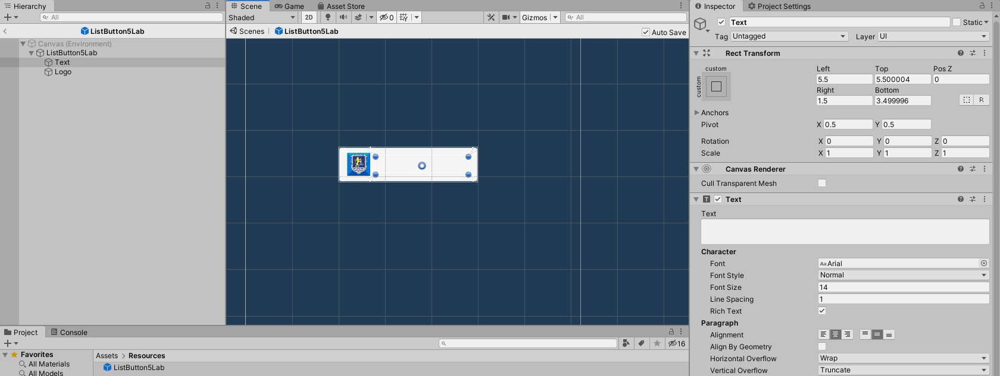 Hierarchy
All
ListButton5Lab
Canvas (Environment)
ListButton5Lab
Text
Logo
Scene Game Asset Store
Shaded 2D 0 Gizmos All
Scenes ListButton5Lab Auto Save
Inspector Project Settings
Text Static
Tag Untagged Layer UI
Rect Transform
custom
custom
Left Top Pos Z
5.5 5.500004 0
Right Bottom
1.5 3.499996 R
Anchors
Pivot X 0.5 Y 0.5
Rotation X 0 Y 0 Z 0
Scale X 1 Y 1 Z 1
Canvas Renderer
Cull Transparent Mesh
T Text
Text
Character
Font Aa Arial
Font Style Normal
Font Size 14
Line Spacing 1
Rich Text
Paragraph
Alignment
Align By Geometry
Horizontal Overflow Wrap
Vertical Overflow Truncate
Project Console
16
Favorites
All Materials
All Models
Assets > Resources
ListButton5Lab